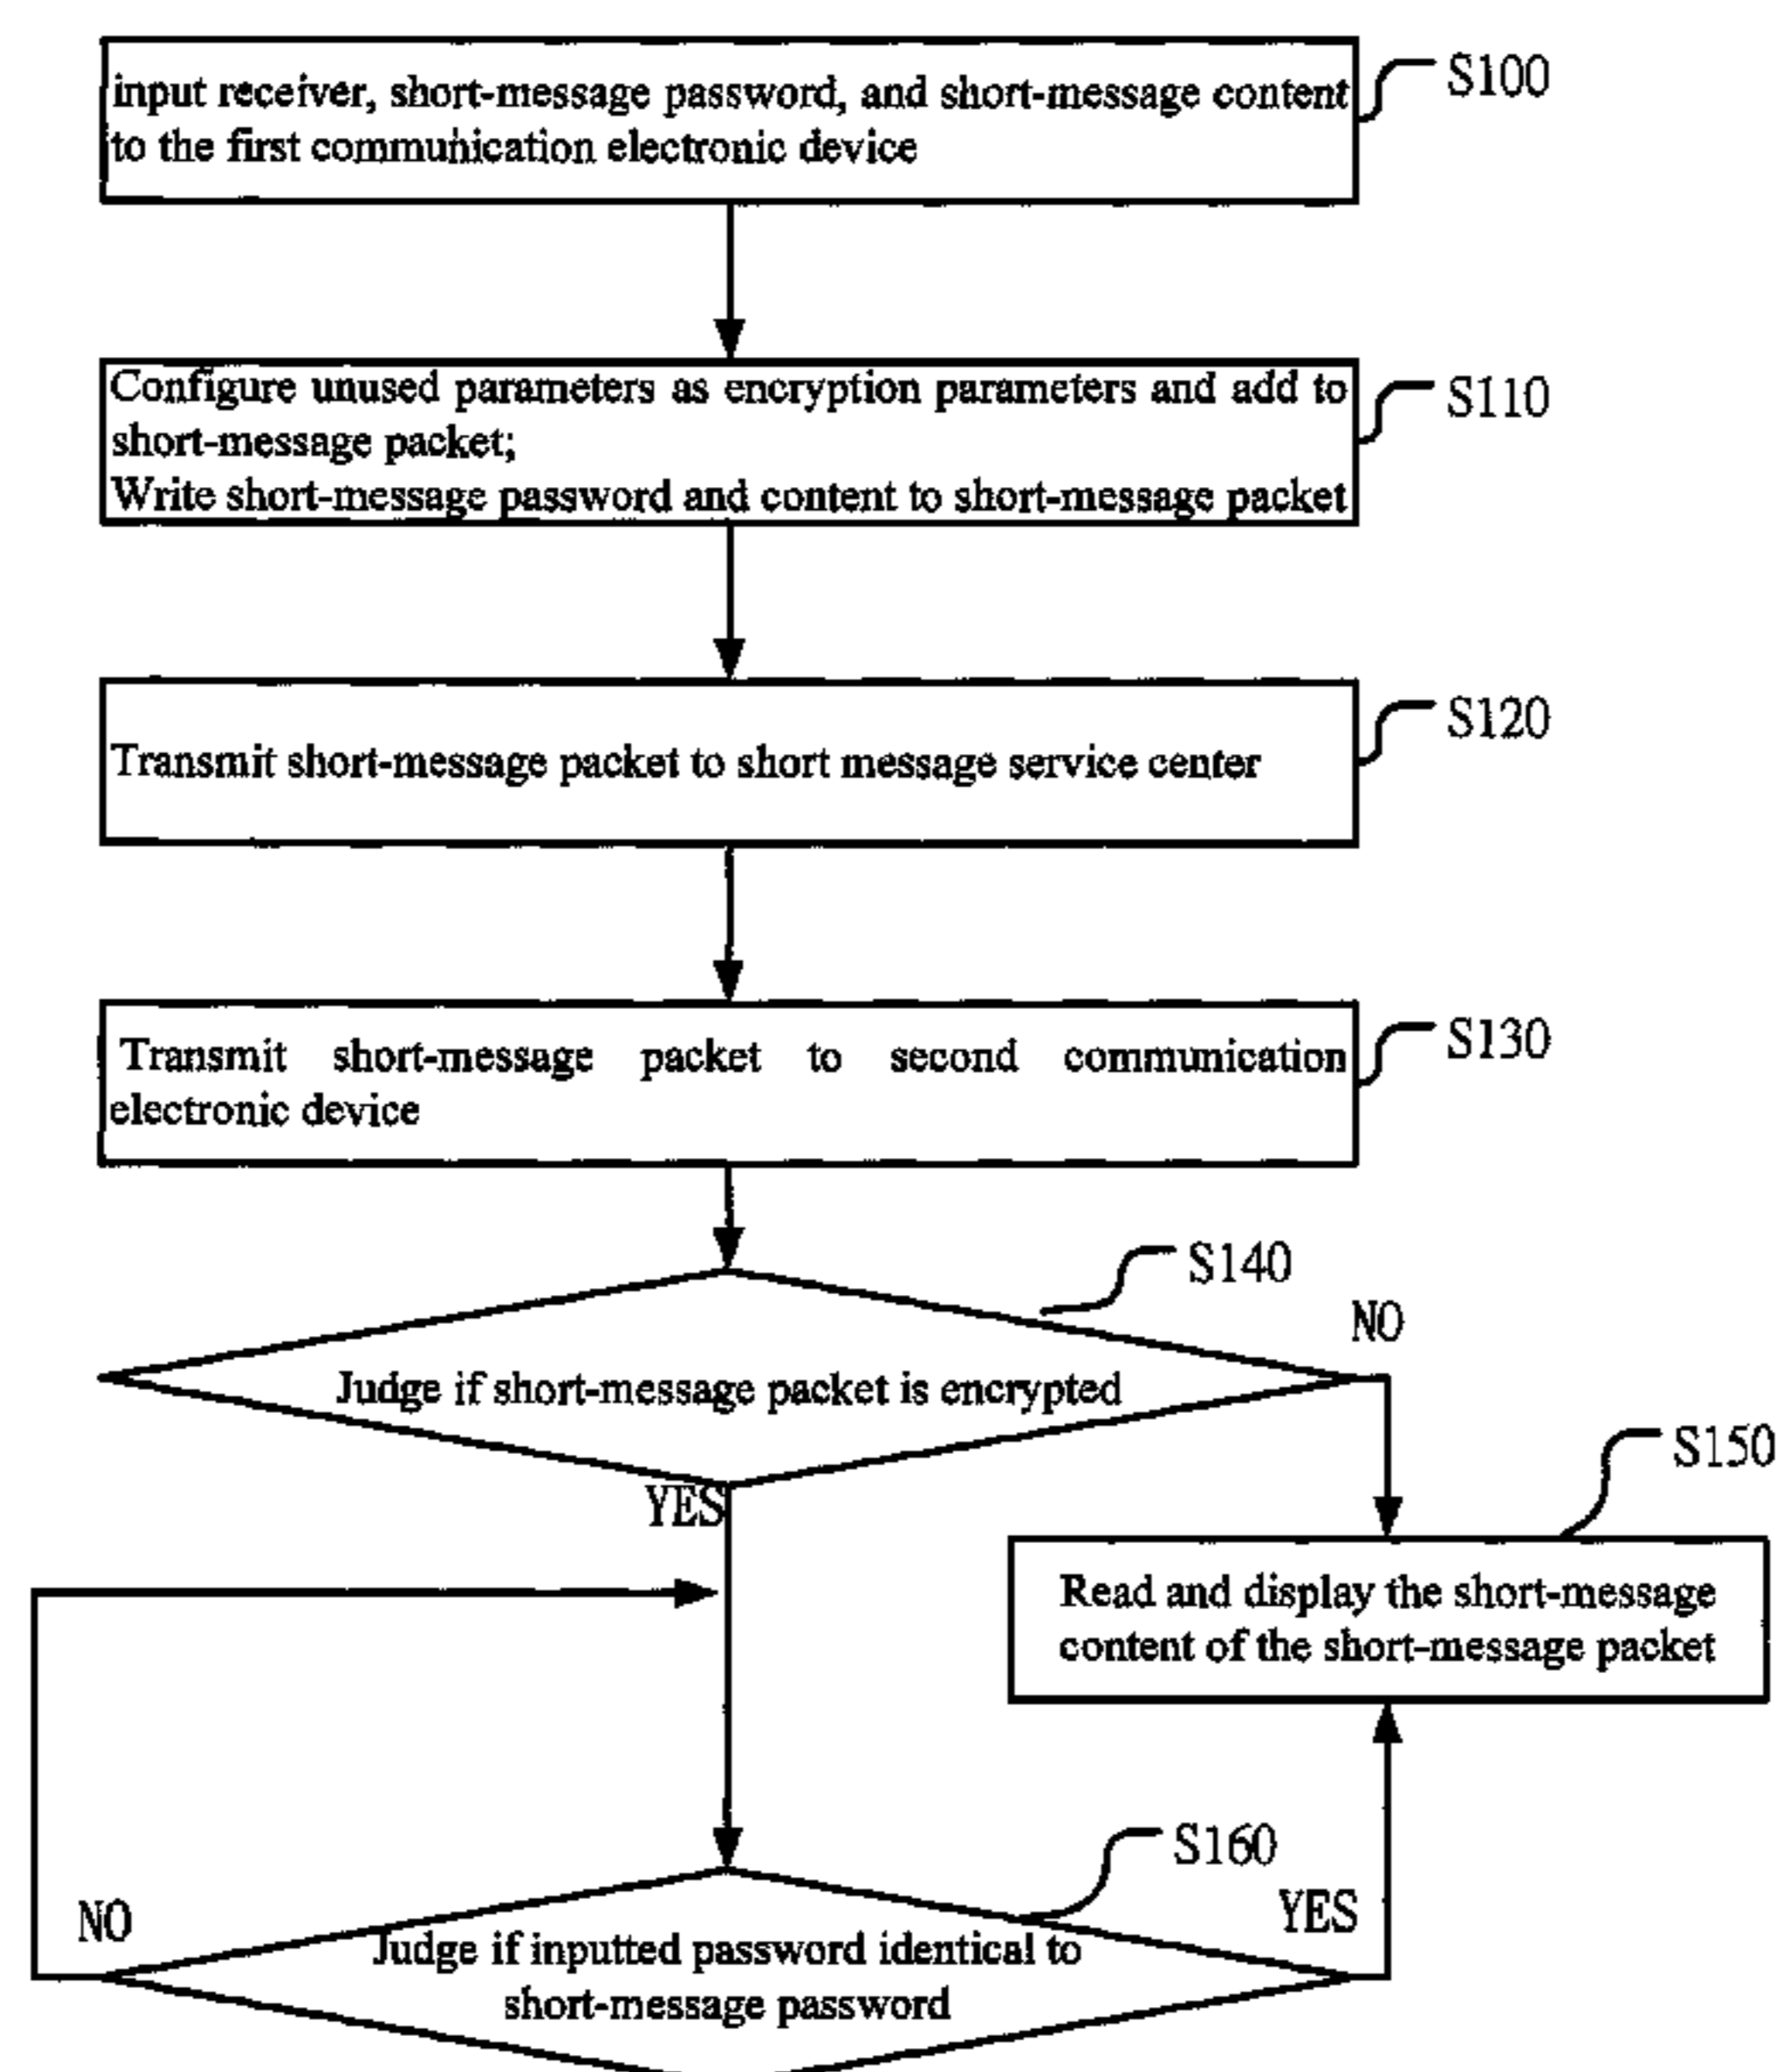 input receiver, short-message password, and short-message content
to the first communication electronic device
S100
Configure unused parameters as encryption parameters and add to
short-message packet;
Write short-message password and content to short-message packet
S110
Transmit short-message packet to short message service center
S120
Transmit short-message packet to second communication
electronic device
S130
S140
NO
Judge if short-message packet is encrypted
YES
S150
Read and display the short-message
content of the short-message packet
S160
NO
YES
Judge if inputted password identical to
short-message password